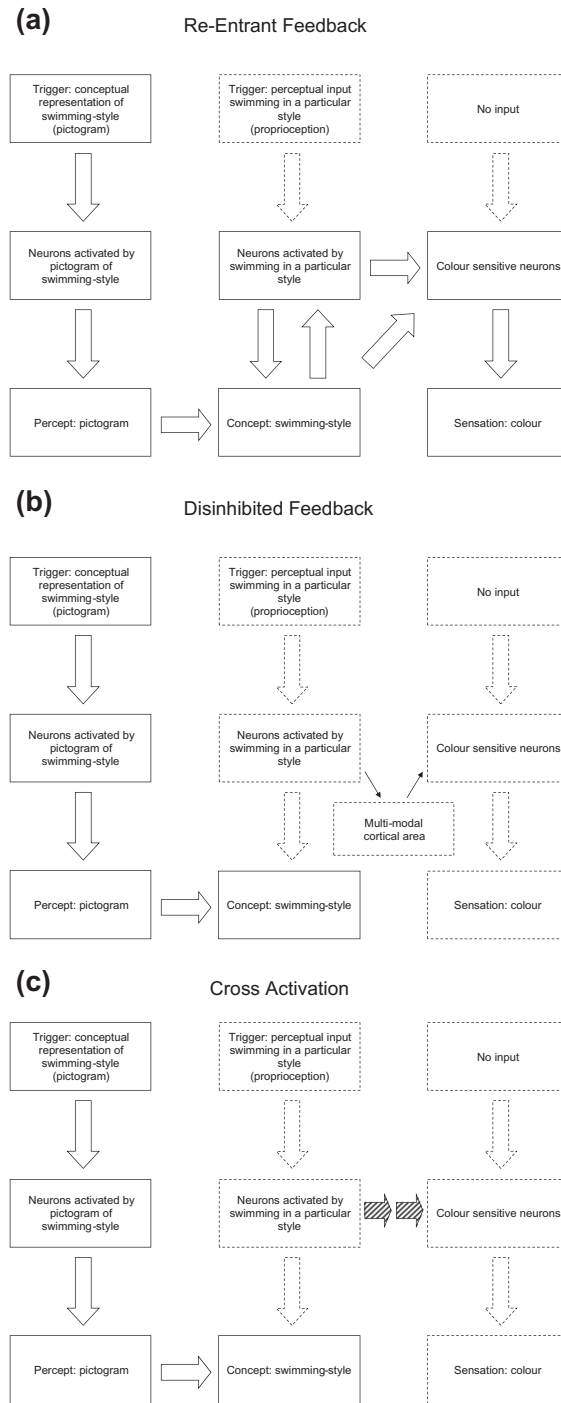 (a)
Re-Entrant Feedback
Trigger: conceptual
representation of
swimming-style
(pictogram)
Trigger: perceptual input
swimming in a particular
style
(proprioception)
No input
Neurons activated by
pictogram of
swimming-style
Neurons activated by
swimming in a particular
style
Colour sensitive neurons
Percept: pictogram
Concept: swimming-style
Sensation: colour
(b)
Disinhibited Feedback
Trigger: conceptual
representation of
swimming-style
(pictogram)
Trigger: perceptual input
swimming in a particular
style
(proprioception)
No input
Neurons activated by
pictogram of
swimming-style
Neurons activated by
swimming in a particular
style
Colour sensitive neurons
Multi-modal
cortical area
Percept: pictogram
Concept: swimming-style
Sensation: colour
(c)
Cross Activation
Trigger: conceptual
representation of
swimming-style
(pictogram)
Trigger: perceptual input
swimming in a particular
style
(proprioception)
No input
Neurons activated by
pictogram of
swimming-style
Neurons activated by
swimming in a particular
style
Colour sensitive neurons
Percept: pictogram
Concept: swimming-style
Sensation: colour